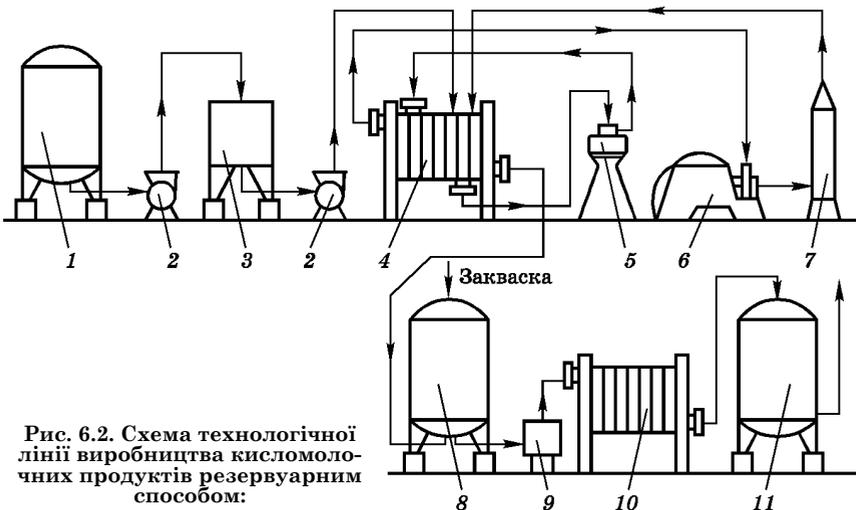 1 2 3 2 4 5 6 7
Закваска
8 9 10 11
Рис. 6.2. Схема технологічної
лінії виробництва кисломоло-
чних продуктів резервуарним
способом: